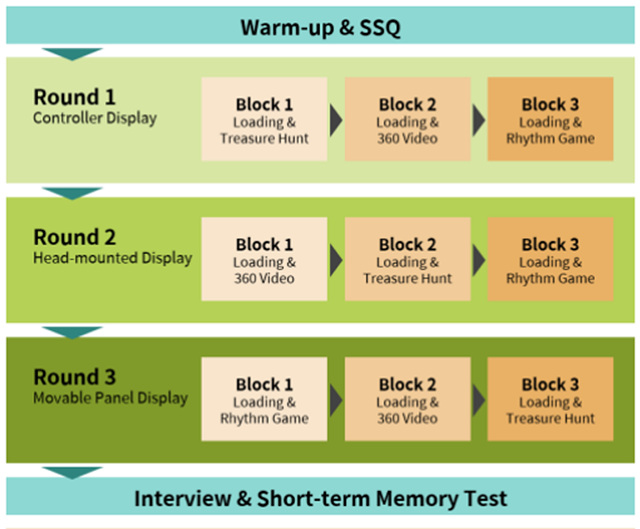 Warm-up & SSQ
Round 1
Controller Display
Block 1
Loading &
Treasure Hunt
Block 2
Loading &
360 Video
Block 3
Loading &
Rhythm Game
Round 2
Head-mounted Display
Block 1
Loading &
360 Video
Block 2
Loading &
Treasure Hunt
Block 3
Loading &
Rhythm Game
Round 3
Movable Panel Display
Block 1
Loading &
Rhythm Game
Block 2
Loading &
360 Video
Block 3
Loading &
Treasure Hunt
Interview & Short-term Memory Test